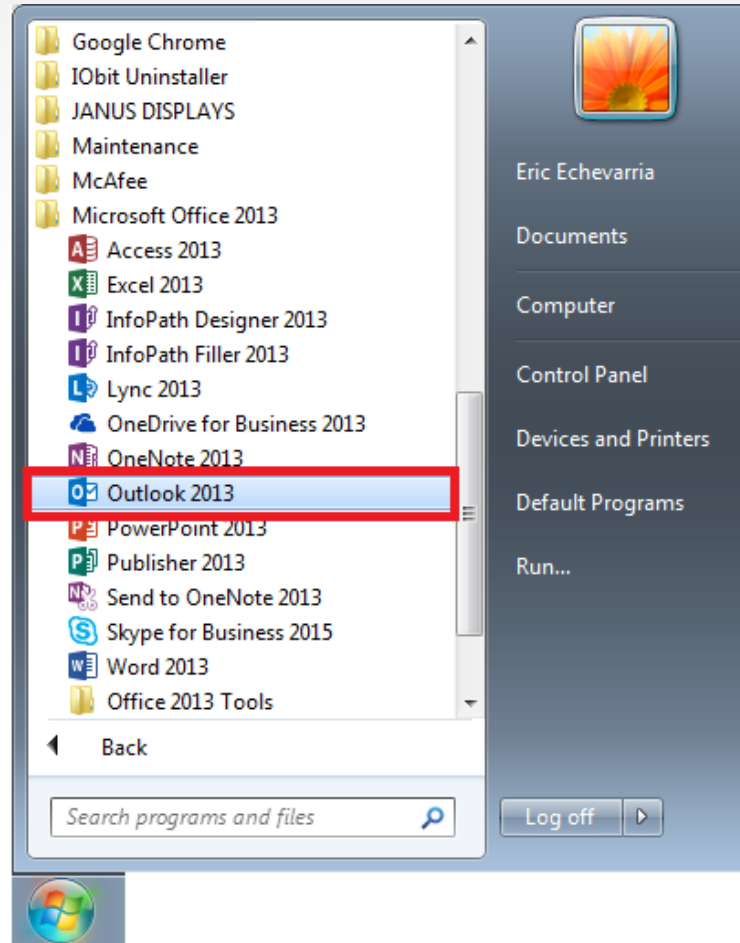 Google Chrome
IObit Uninstaller
JANUS DISPLAYS
Maintenance
McAfee
Microsoft Office 2013
Access 2013
Excel 2013
InfoPath Designer 2013
InfoPath Filler 2013
Lync 2013
OneDrive for Business 2013
OneNote 2013
Outlook 2013
PowerPoint 2013
Publisher 2013
Send to OneNote 2013
Skype for Business 2015
Word 2013
Office 2013 Tools
Back
Search programs and files
Eric Echevarria
Documents
Computer
Control Panel
Devices and Printers
Default Programs
Run...
Log off